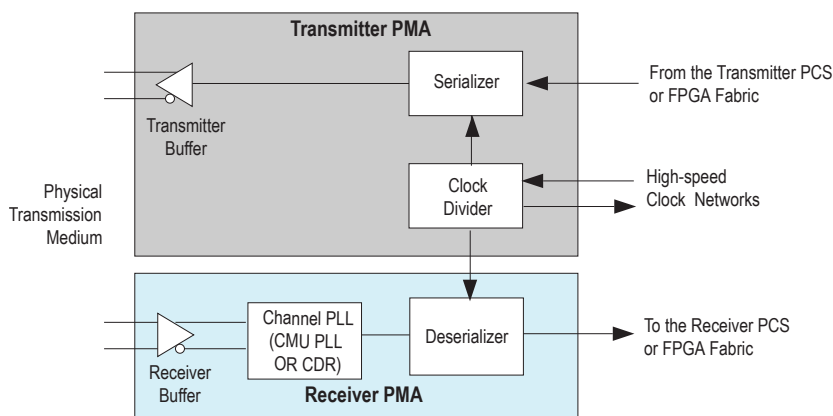 Transmitter PMA
Serializer
From the Transmitter PCS
or FPGA Fabric
Transmitter
Buffer
Clock
Divider
High-speed
Clock Networks
Physical
Transmission
Medium
Channel PLL
(CMU PLL
OR CDR)
Deserializer
To the Receiver PCS
or FPGA Fabric
Receiver
Buffer
Receiver PMA